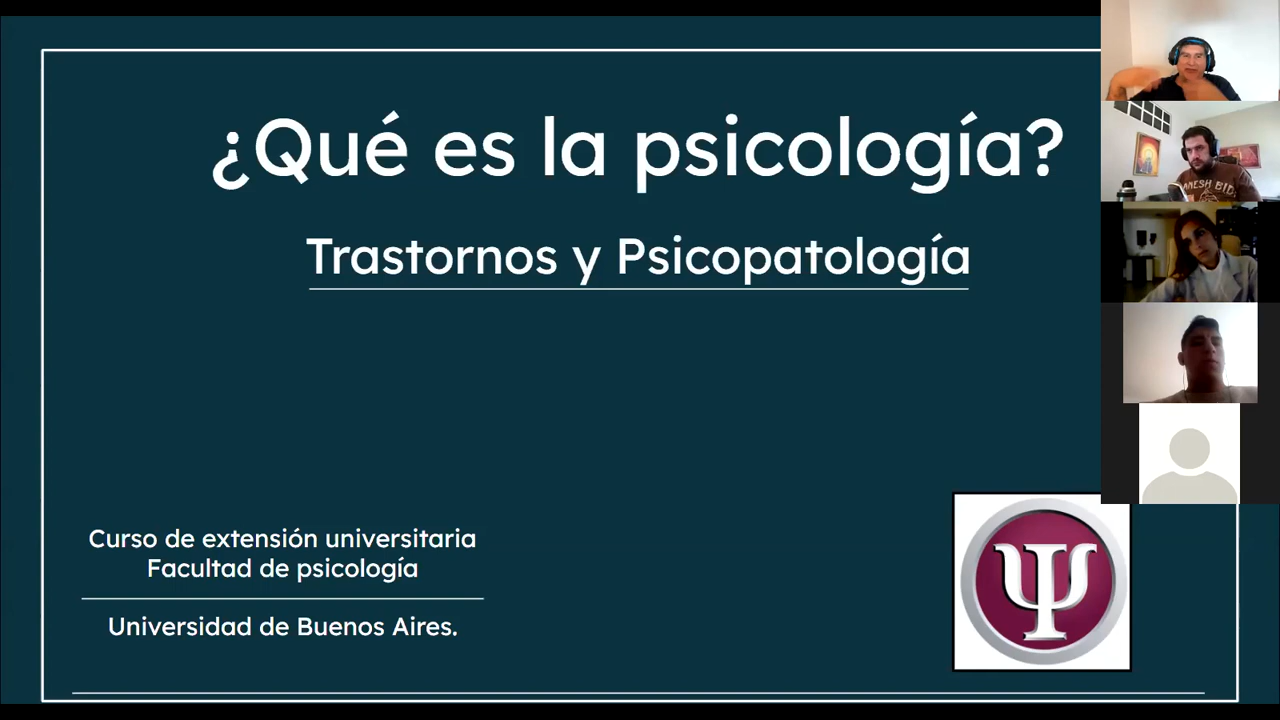 ¿Qué es la psicología?
Trastornos y Psicopatología
Curso de extensión universitaria
Facultad de psicología
Universidad de Buenos Aires.
Ψ